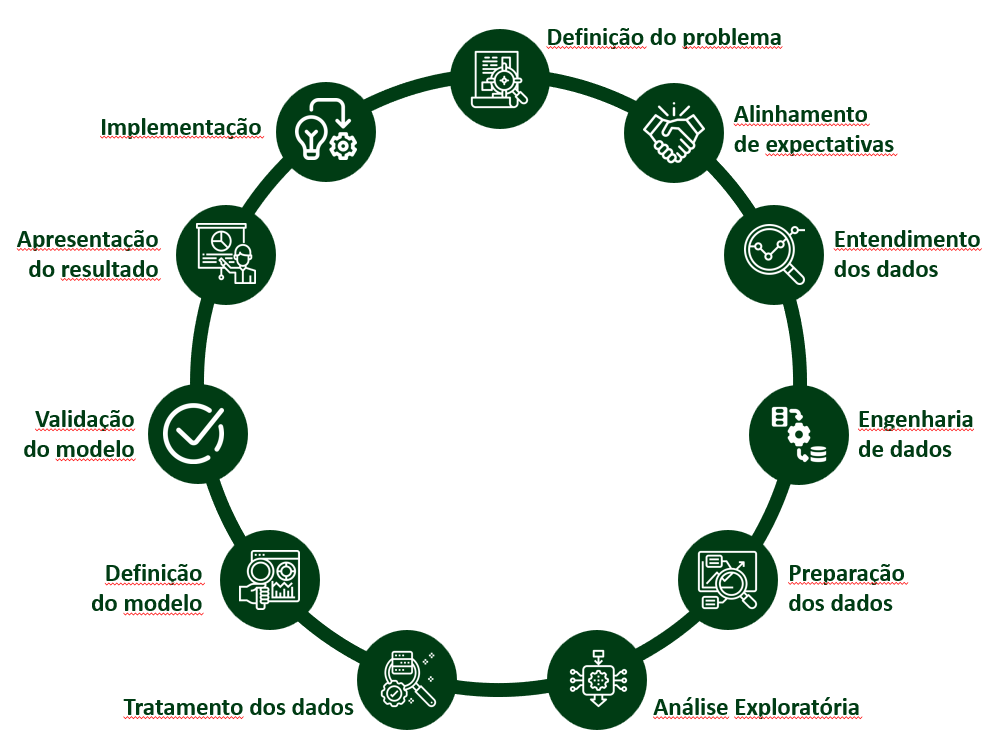 Definição do problema
Alinhamento
de expectativas
Entendimento
dos dados
Engenharia
de dados
Preparação
dos dados
Análise Exploratória
Tratamento dos dados
Definição
do modelo
Validação
do modelo
Apresentação
do resultado
Implementação